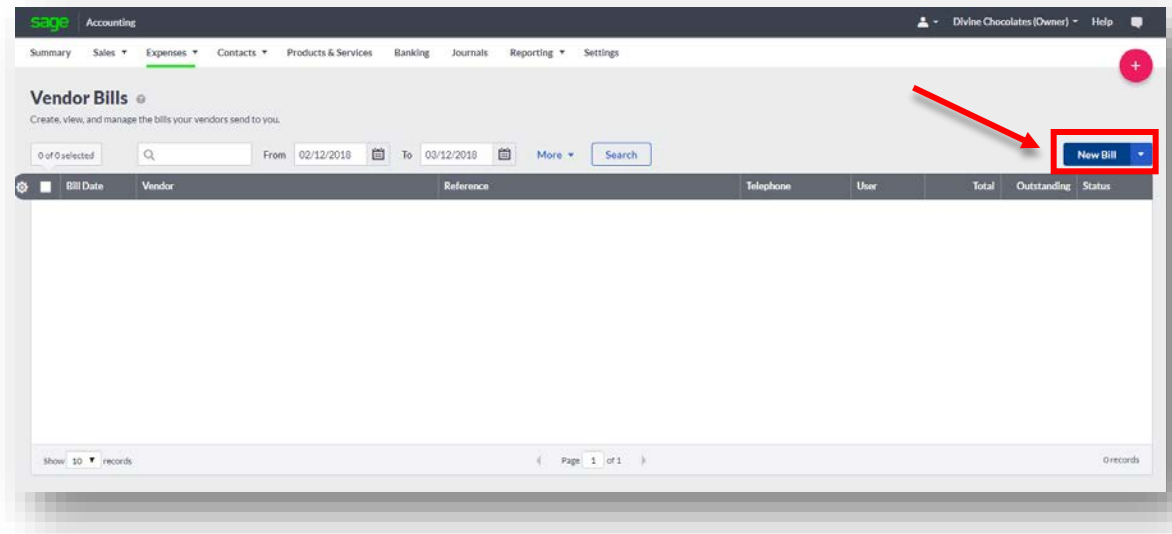 sage Accounting Divine Chocolates (Owner) Help
Summary Sales Expenses Contacts Products & Services Banking Journals Reporting Settings
+
Vendor Bills
Create, view, and manage the bills your vendors send to you.
0 of 0 selected From 02/12/2018 To 03/12/2018 More Search New Bill
Bill Date Vendor Reference Telephone User Total Outstanding Status
Show 10 records Page 1 of 1 0 records